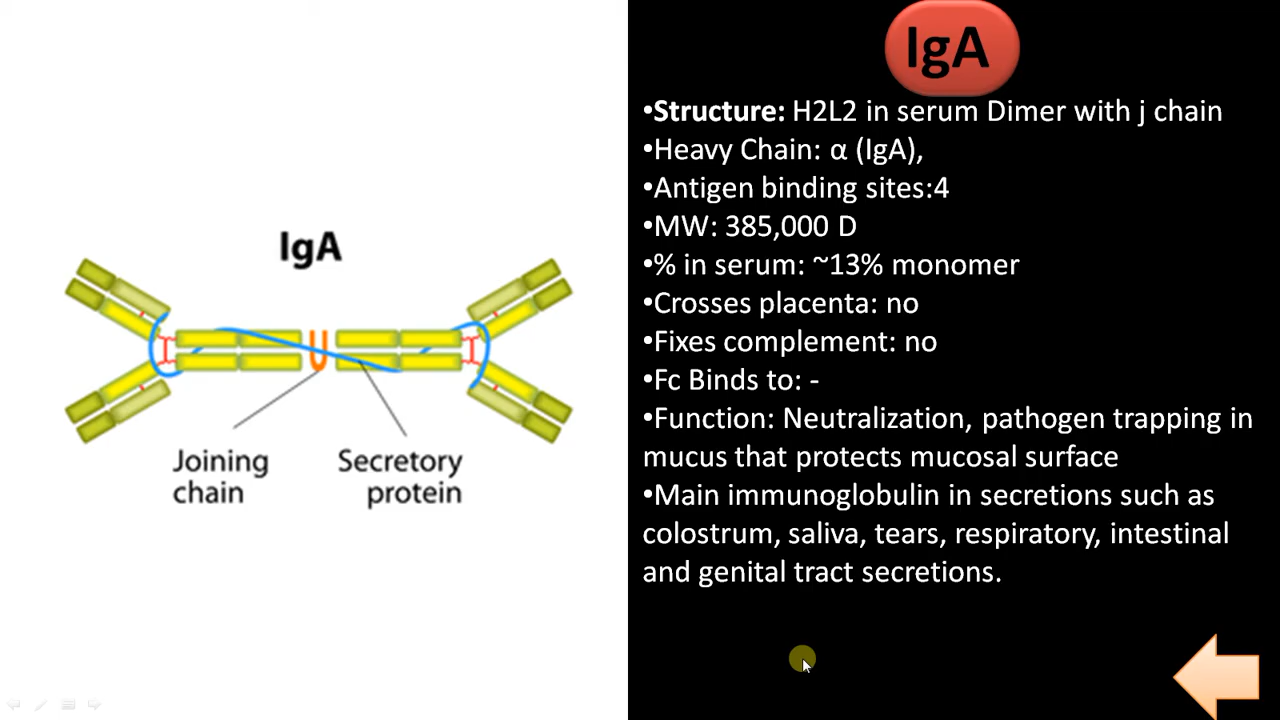 IgA
Joining
chain
Secretory
protein
IgA
•Structure: H2L2 in serum Dimer with j chain
•Heavy Chain: α (IgA),
•Antigen binding sites:4
•MW: 385,000 D
•% in serum: ~13% monomer
•Crosses placenta: no
•Fixes complement: no
•Fc Binds to: -
•Function: Neutralization, pathogen trapping in
mucus that protects mucosal surface
•Main immunoglobulin in secretions such as
colostrum, saliva, tears, respiratory, intestinal
and genital tract secretions.